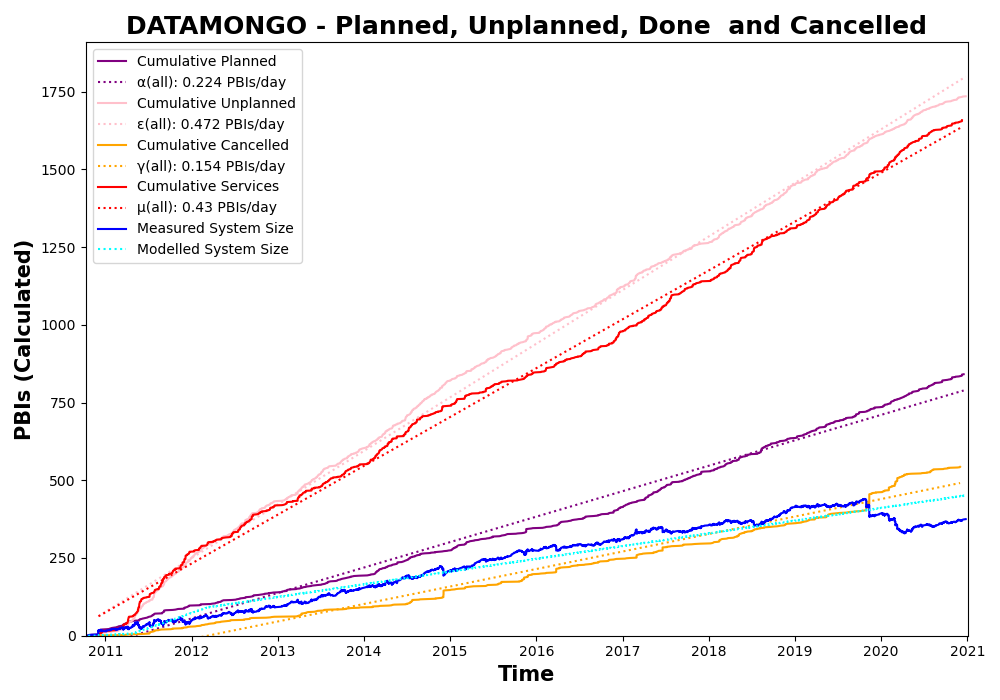 DATAMONGO - Planned, Unplanned, Done  and Cancelled
Cumulative Planned
α(all): 0.224 PBIs/day
Cumulative Unplanned
ε(all): 0.472 PBIs/day
Cumulative Cancelled
γ(all): 0.154 PBIs/day
Cumulative Services
μ(all): 0.43 PBIs/day
Measured System Size
Modelled System Size
PBIs (Calculated)
1750
1500
1250
1000
750
500
250
0
2011 2012 2013 2014 2015 2016 2017 2018 2019 2020 2021
Time